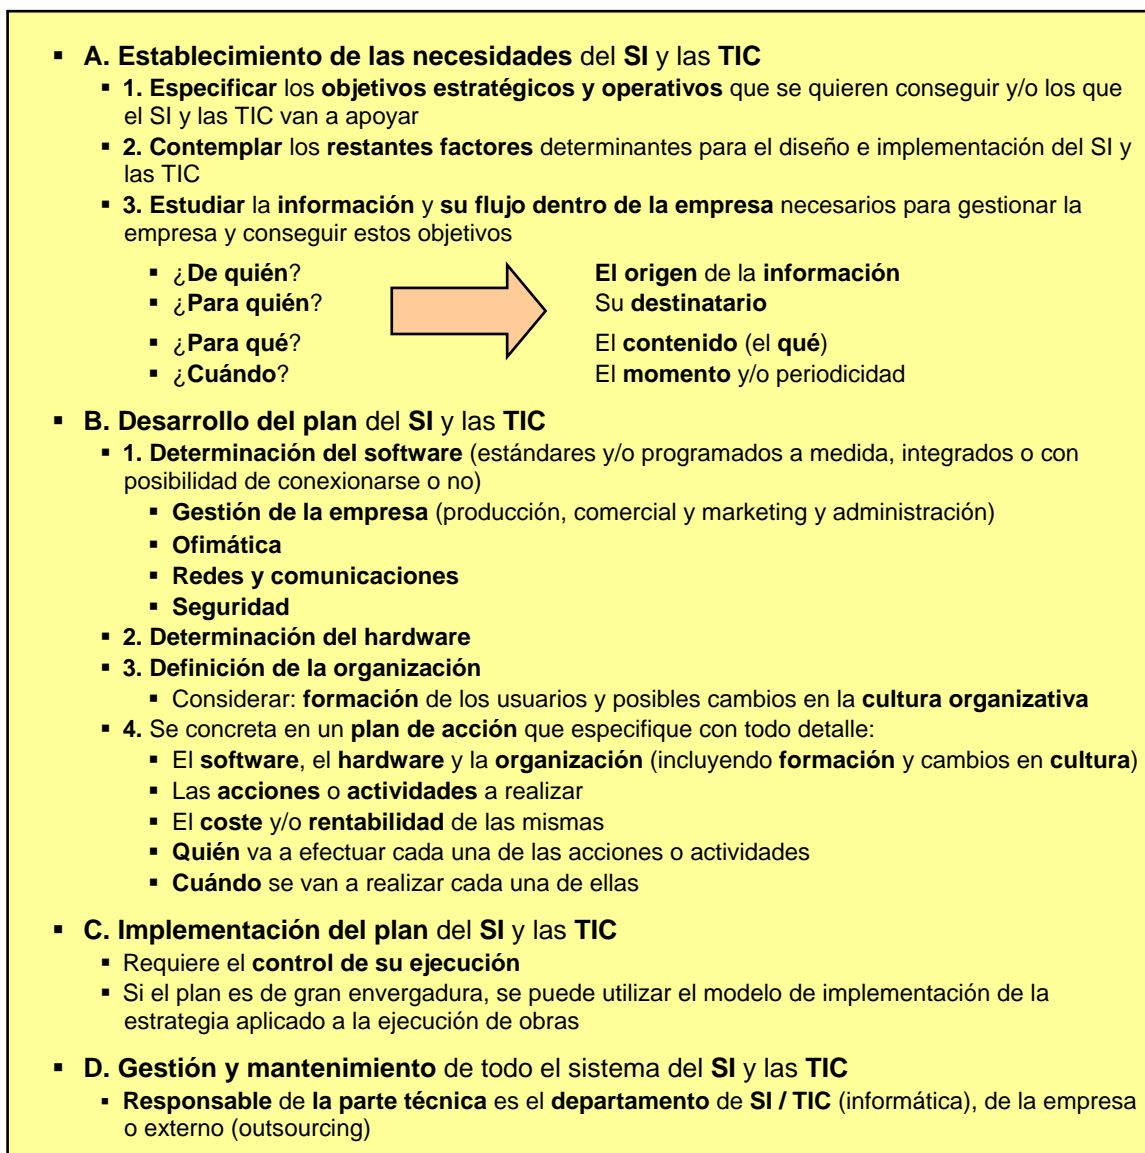 ▪ A. Establecimiento de las necesidades del SI y las TIC
▪ 1. Especificar los objetivos estratégicos y operativos que se quieren conseguir y/o los que
el SI y las TIC van a apoyar
▪ 2. Contemplar los restantes factores determinantes para el diseño e implementación del SI y
las TIC
▪ 3. Estudiar la información y su flujo dentro de la empresa necesarios para gestionar la
empresa y conseguir estos objetivos
▪ ¿De quién? El origen de la información
▪ ¿Para quién? Su destinatario
▪ ¿Para qué? El contenido (el qué)
▪ ¿Cuándo? El momento y/o periodicidad
▪ B. Desarrollo del plan del SI y las TIC
▪ 1. Determinación del software (estándares y/o programados a medida, integrados o con
posibilidad de conexionarse o no)
▪ Gestión de la empresa (producción, comercial y marketing y administración)
▪ Ofimática
▪ Redes y comunicaciones
▪ Seguridad
▪ 2. Determinación del hardware
▪ 3. Definición de la organización
▪ Considerar: formación de los usuarios y posibles cambios en la cultura organizativa
▪ 4. Se concreta en un plan de acción que especifique con todo detalle:
▪ El software, el hardware y la organización (incluyendo formación y cambios en cultura)
▪ Las acciones o actividades a realizar
▪ El coste y/o rentabilidad de las mismas
▪ Quién va a efectuar cada una de las acciones o actividades
▪ Cuándo se van a realizar cada una de ellas
▪ C. Implementación del plan del SI y las TIC
▪ Requiere el control de su ejecución
▪ Si el plan es de gran envergadura, se puede utilizar el modelo de implementación de la
estrategia aplicado a la ejecución de obras
▪ D. Gestión y mantenimiento de todo el sistema del SI y las TIC
▪ Responsable de la parte técnica es el departamento de SI / TIC (informática), de la empresa
o externo (outsourcing)